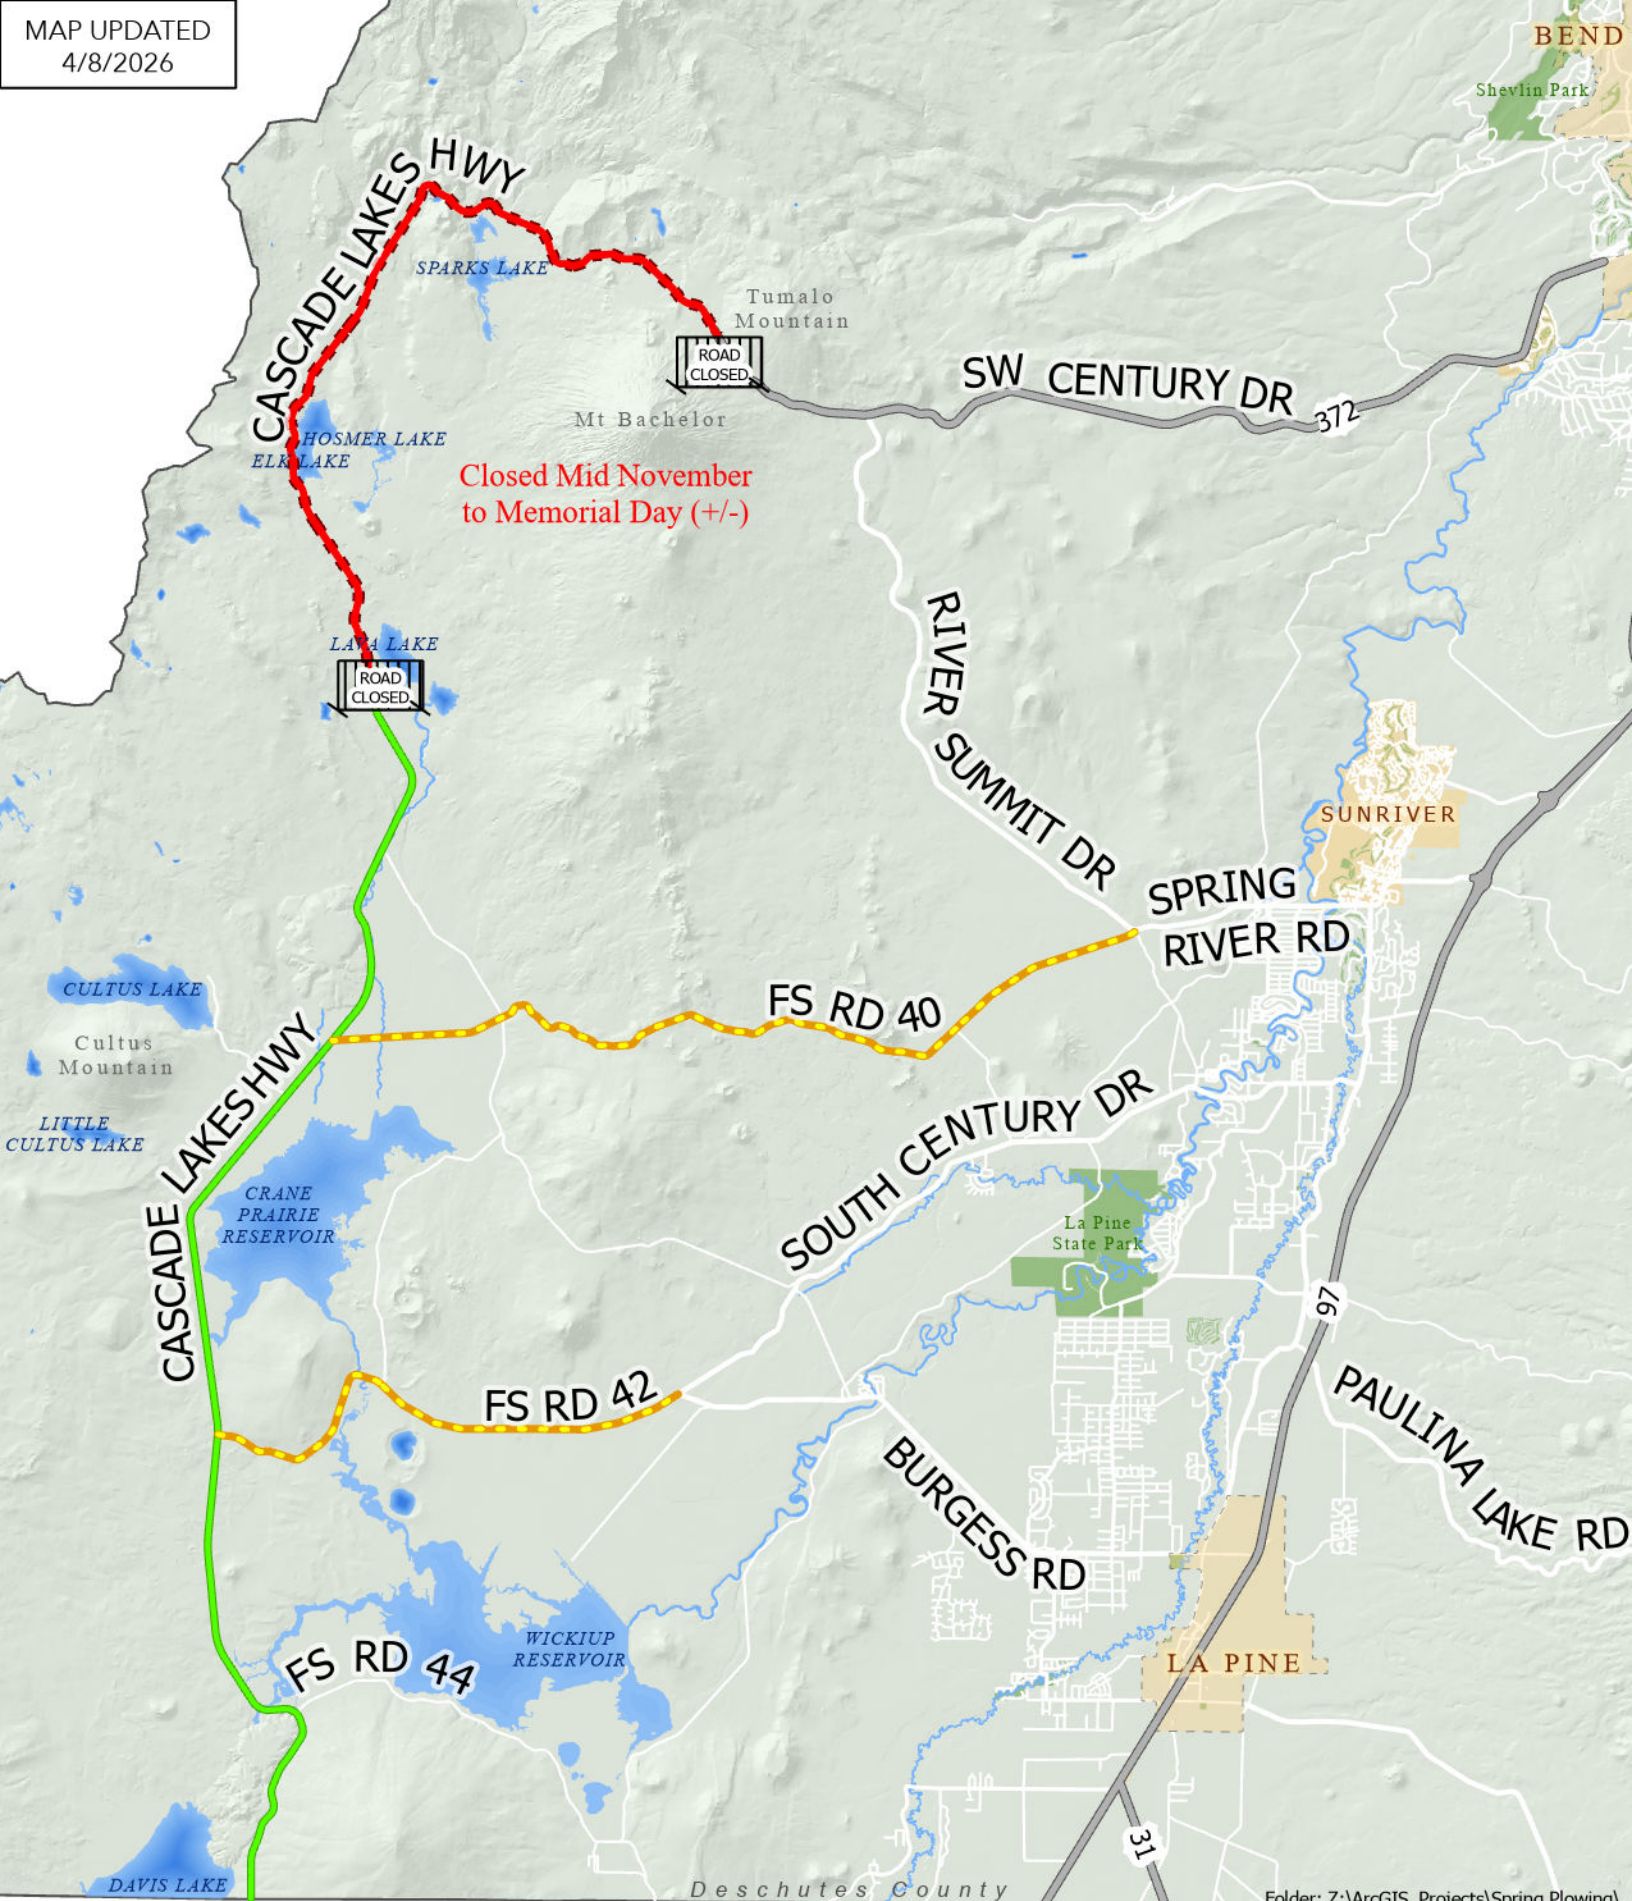 MAP UPDATED
4/8/2026
BEND
Shevlin Park
CASCADE LAKES HWY
SPARKS LAKE
Tumalo
Mountain
ROAD
CLOSED
SW CENTURY DR
372
Mt Bachelor
HOSMER LAKE
ELK LAKE
Closed Mid November
to Memorial Day (+/-)
RIVER SUMMIT DR
LAVA LAKE
ROAD
CLOSED
SUNRIVER
SPRING
RIVER RD
CULTUS LAKE
FS RD 40
Cultus
Mountain
CASCADE LAKES HWY
LITTLE
CULTUS LAKE
SOUTH CENTURY DR
CRANE
PRAIRIE
RESERVOIR
La Pine
State Park
97
FS RD 42
PAULINA LAKE RD
BURGESS RD
WICKIUP
RESERVOIR
FS RD 44
LA PINE
31
DAVIS LAKE
Deschutes County
Folder: Z:\ArcGIS_Projects\Spring Plowing\